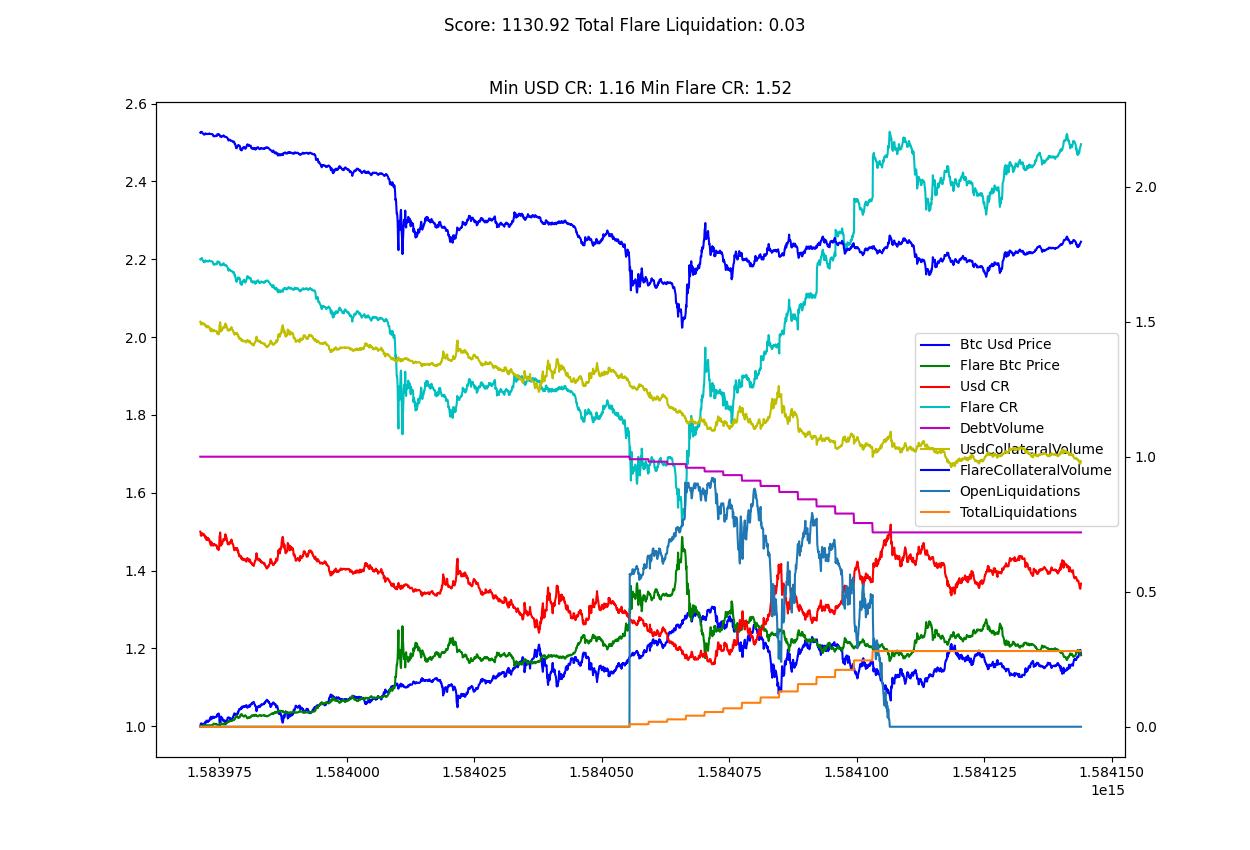 Score: 1130.92 Total Flare Liquidation: 0.03
Min USD CR: 1.16 Min Flare CR: 1.52
2.6
2.4
2.2
2.0
1.8
1.6
1.4
1.2
1.0
2.0
1.5
1.0
0.5
0.0
Btc Usd Price
Flare Btc Price
Usd CR
Flare CR
DebtVolume
UsdCollateralVolume
FlareCollateralVolume
OpenLiquidations
TotalLiquidations
1.583975 1.584000 1.584025 1.584050 1.584075 1.584100 1.584125 1.584150
1e15